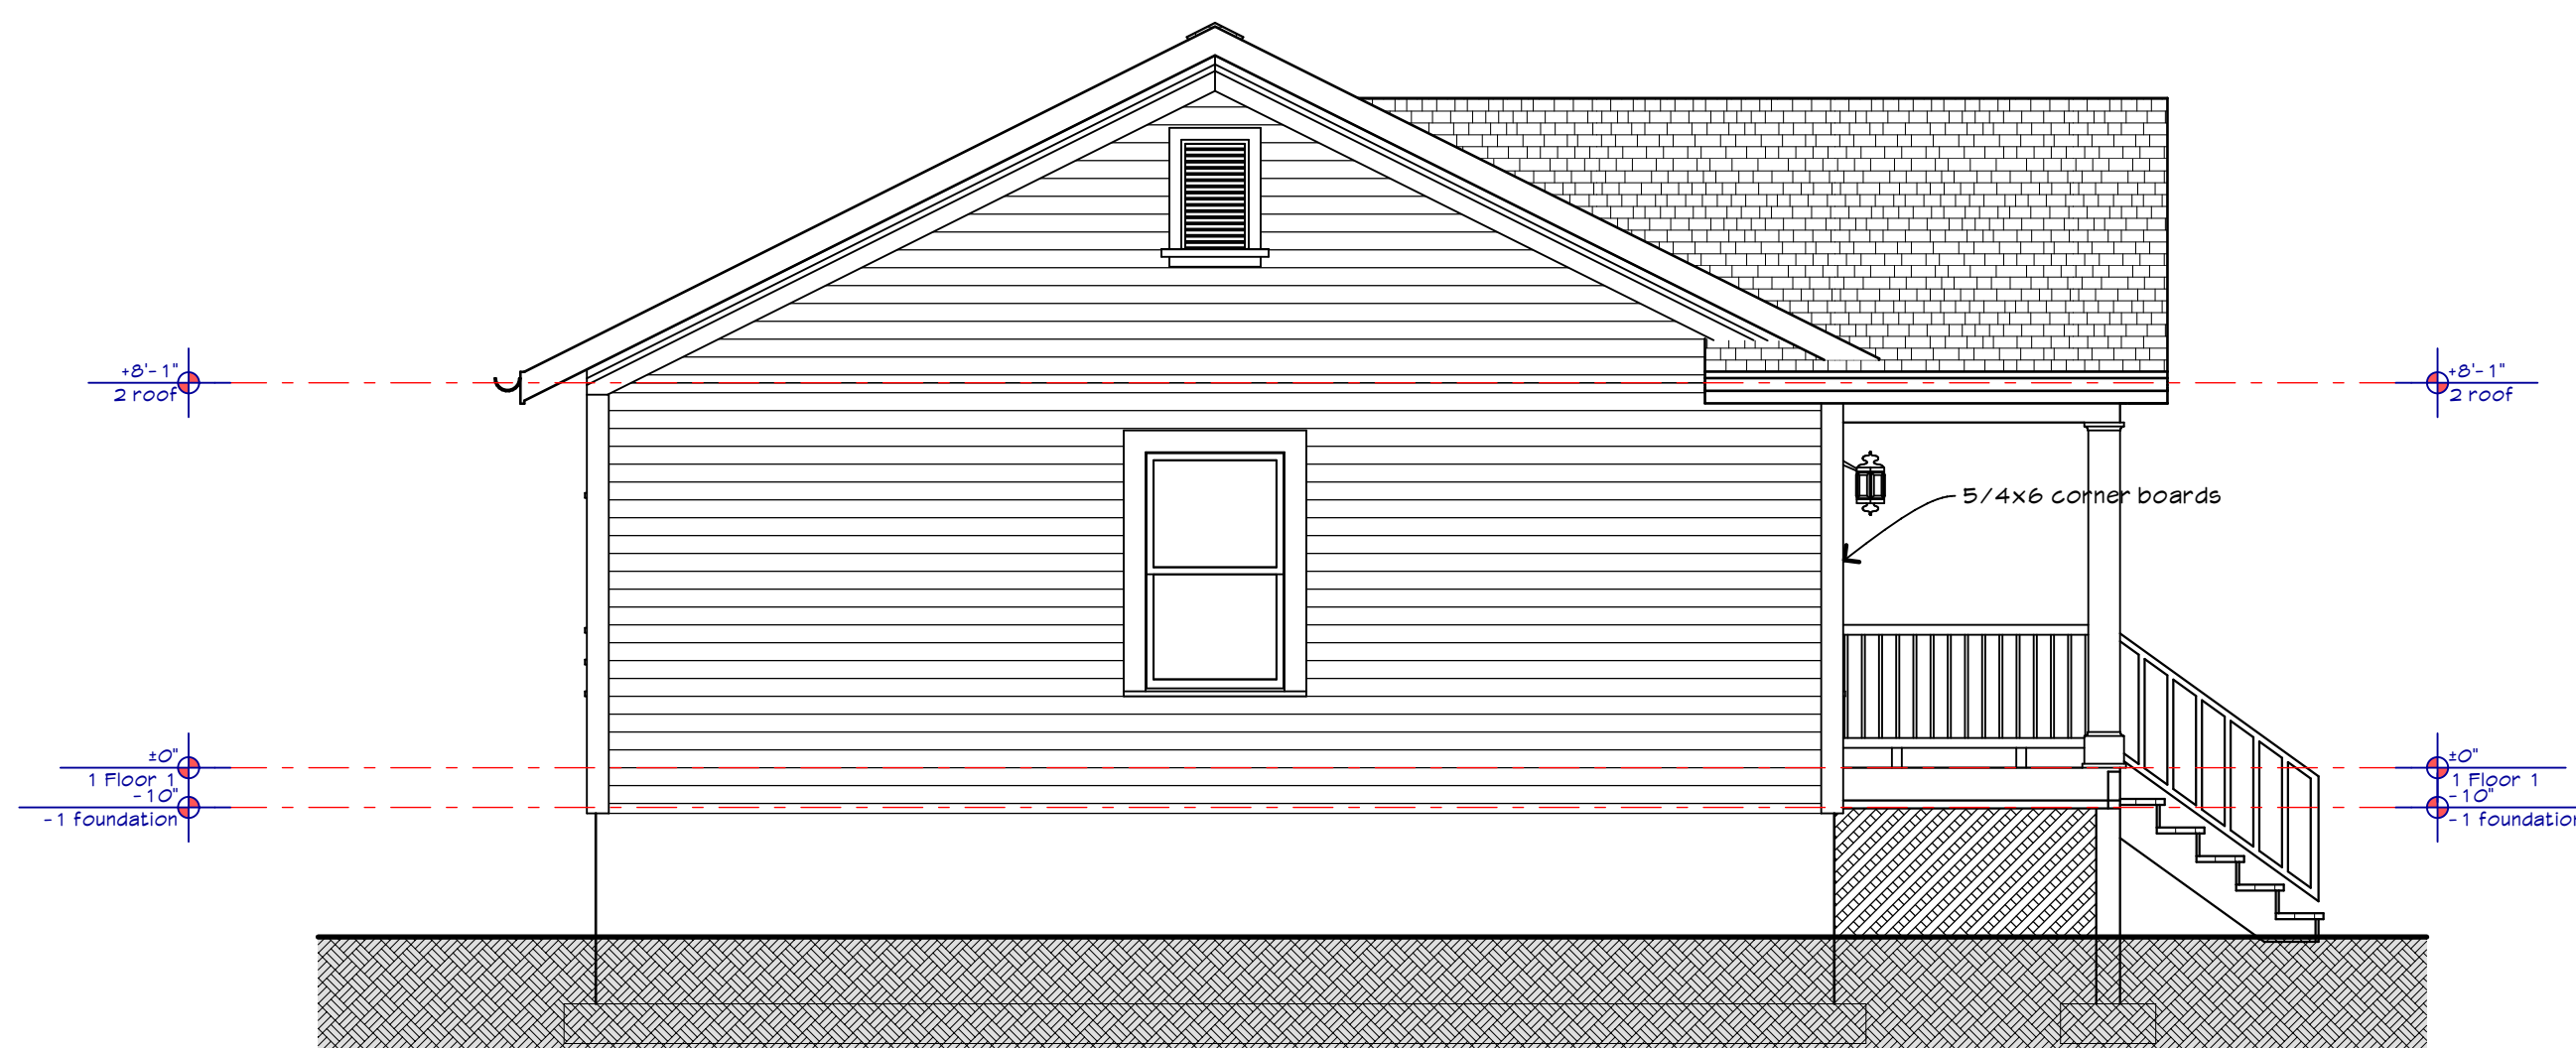 +8'-1"
2 roof
+8'-1"
2 roof
5/4x6 corner boards
±0"
1 Floor 1
-10"
-1 foundation
±0"
1 Floor 1
-10"
-1 foundation